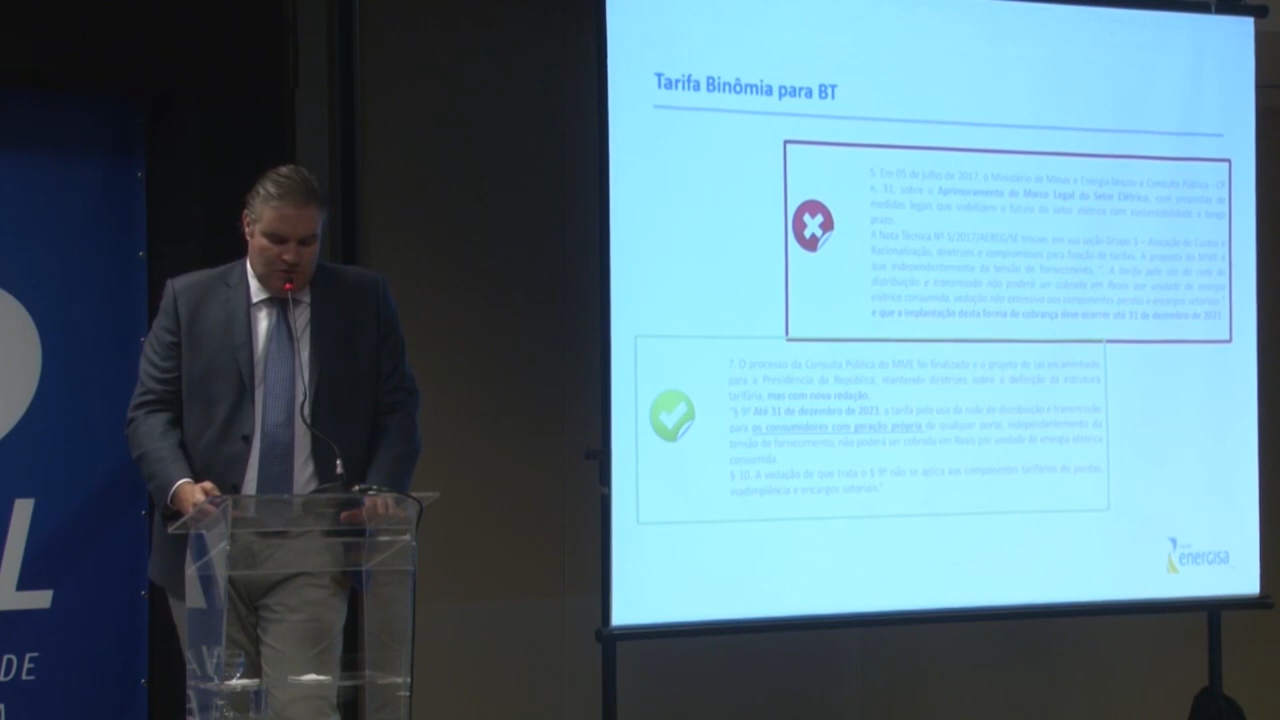 Tarifa Binômia para BT
5. Em 05 de julho de 2017, o Ministério de Minas e Energia lançou a Consulta Pública - CP
n. 33, sobre o Aprimoramento do Marco Legal do Setor Elétrico, com propostas de
medidas legais que viabilizem o futuro do setor elétrico com sustentabilidade a longo
prazo.
A Nota Técnica Nº 5/2017/AEREG/SE trouxe, em sua seção Grupo 3 – Alocação de Custos e
Racionalização, diretrizes e compromissos para fixação de tarifas. A proposta do MME é
que independentemente da tensão de fornecimento, "...A tarifa pelo uso da rede de
distribuição e transmissão não poderá ser cobrada em Reais por unidade de energia
elétrica consumida, vedação não extensiva aos componentes perdas e encargos setoriais."
e que a implantação desta forma de cobrança deve ocorrer até 31 de dezembro de 2021.
7. O processo da Consulta Pública do MME foi finalizado e o projeto de Lei encaminhado
para a Presidência da República, mantendo diretrizes sobre a definição da estrutura
tarifária, mas com nova redação.
"§ 9º Até 31 de dezembro de 2023, a tarifa pelo uso da rede de distribuição e transmissão
para os consumidores com geração própria de qualquer porte, independentemente da
tensão de fornecimento, não poderá ser cobrada em Reais por unidade de energia elétrica
consumida.
§ 10. A vedação de que trata o § 9º não se aplica aos componentes tarifários de perdas,
inadimplência e encargos setoriais."
energisa
L
DE
A